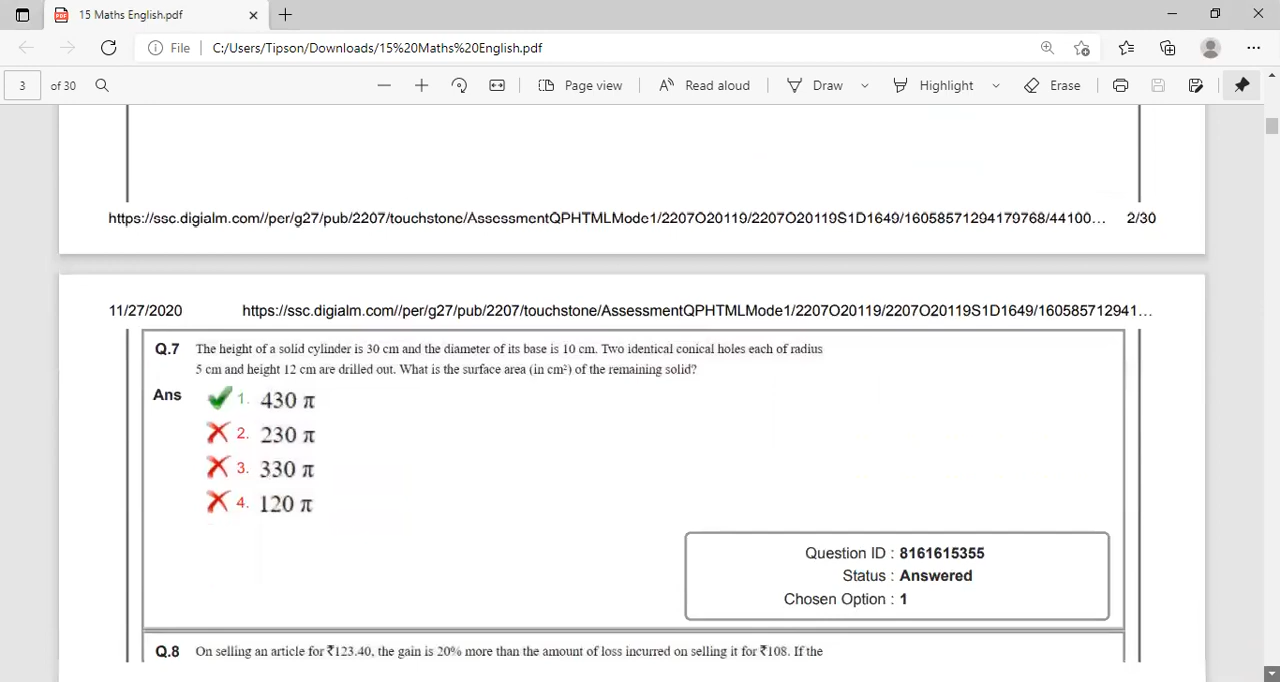 15 Maths English.pdf
File C:/Users/Tipson/Downloads/15%20Maths%20English.pdf
3 of 30 Page view Read aloud Draw Highlight Erase
https://ssc.digialm.com//per/g27/pub/2207/touchstone/AssessmentQPHTMLMode1/2207O20119/2207O20119S1D1649/16058571294179768/44100... 2/30
11/27/2020 https://ssc.digialm.com//per/g27/pub/2207/touchstone/AssessmentQPHTMLMode1/2207O20119/2207O20119S1D1649/160585712941...
Q.7 The height of a solid cylinder is 30 cm and the diameter of its base is 10 cm. Two identical conical holes each of radius
5 cm and height 12 cm are drilled out. What is the surface area (in cm²) of the remaining solid?
Ans 1. 430 π
2. 230 π
3. 330 π
4. 120 π
Question ID : 8161615355
Status : Answered
Chosen Option : 1
Q.8 On selling an article for ₹123.40, the gain is 20% more than the amount of loss incurred on selling it for ₹108. If the